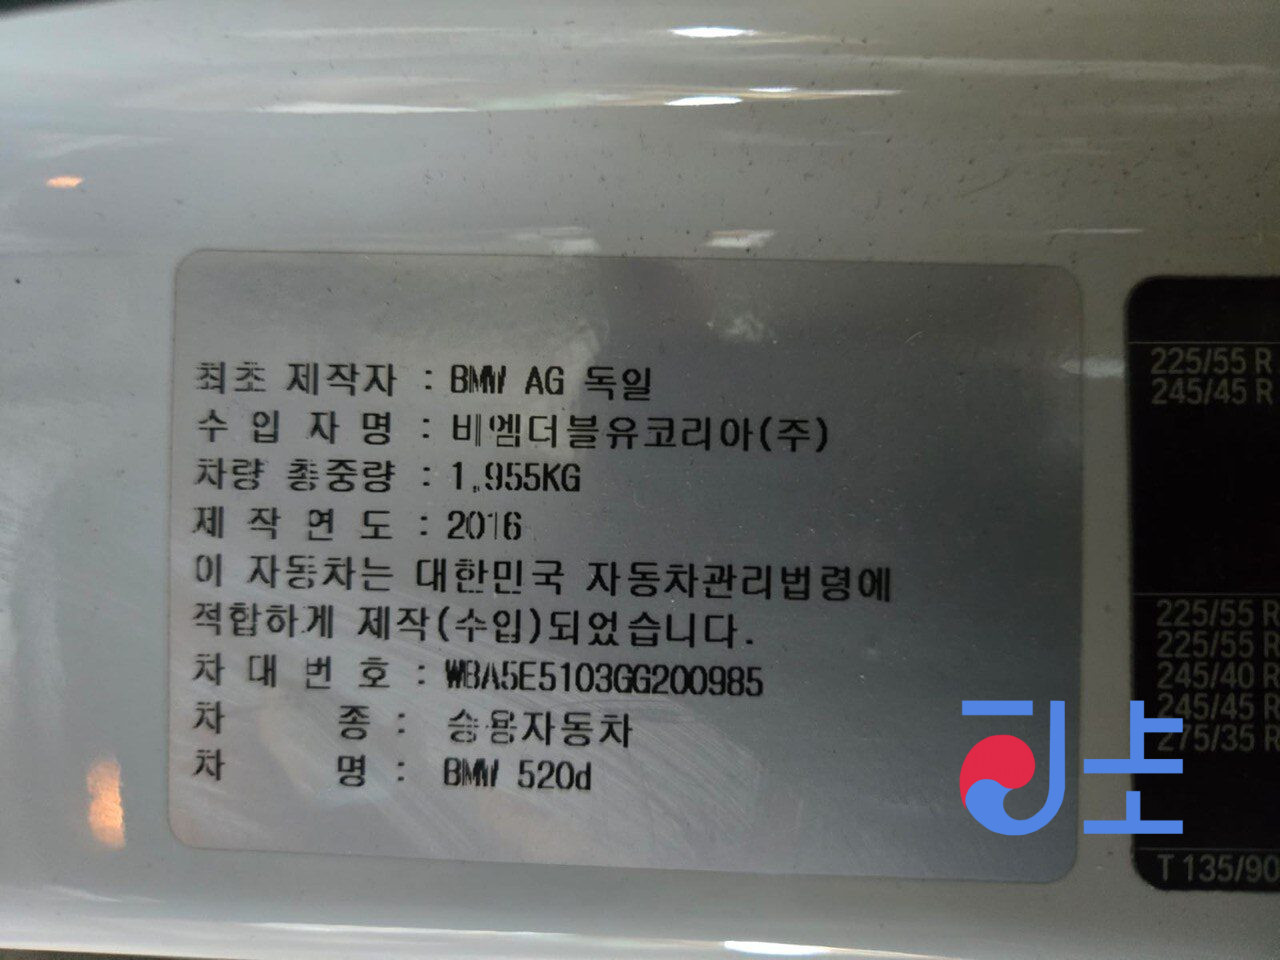 최초 제작자 : BMW AG 독일
수 입 자 명 : 비엠더블유코리아(주)
차량 총중량 : 1,955KG
제 작 연 도 : 2016
이 자동차는 대한민국 자동차관리법령에
적합하게 제작(수입)되었습니다.
차 대 번 호 : WBA5E5103GG200985
차 종 : 승용자동차
차 명 : BMW 520d
225/55 R
245/45 R
225/55 R
225/55 R
245/40 R
245/45 R
275/35 R
T 135/90